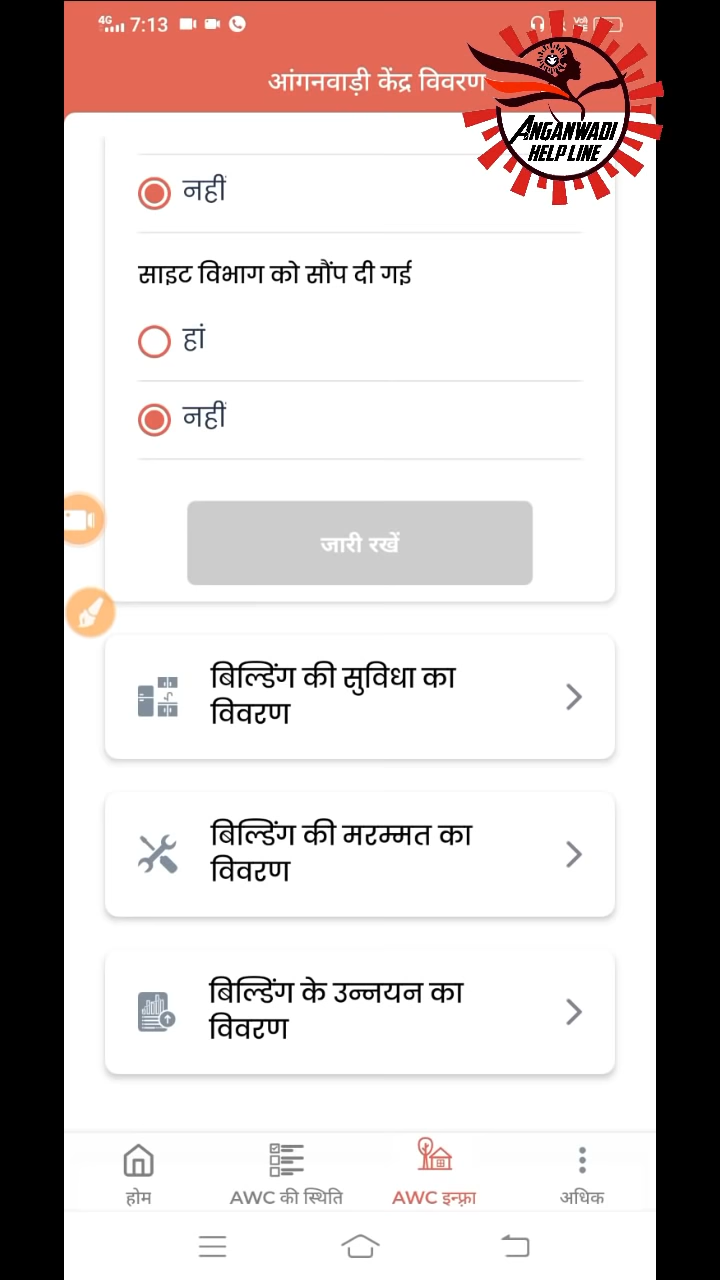 4G 7:13
आंगनवाड़ी केंद्र विवरण
ANGANWADI
HELP LINE
नहीं
साइट विभाग को सौंप दी गई
हां
नहीं
जारी रखें
बिल्डिंग की सुविधा का
विवरण
बिल्डिंग की मरम्मत का
विवरण
बिल्डिंग के उन्नयन का
विवरण
होम
AWC की स्थिति
AWC इन्फ़्रा
अधिक